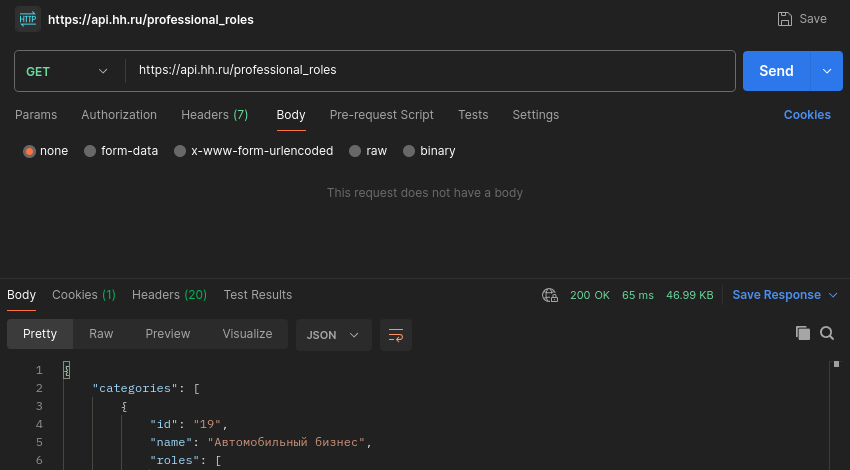 HTTP https://api.hh.ru/professional_roles Save
GET https://api.hh.ru/professional_roles Send
Params Authorization Headers (7) Body Pre-request Script Tests Settings Cookies
none form-data x-www-form-urlencoded raw binary
This request does not have a body
Body Cookies (1) Headers (20) Test Results 200 OK 65 ms 46.99 KB Save Response
Pretty Raw Preview Visualize JSON
1 {
2 "categories": [
3 {
4 "id": "19",
5 "name": "Автомобильный бизнес",
6 "roles": [